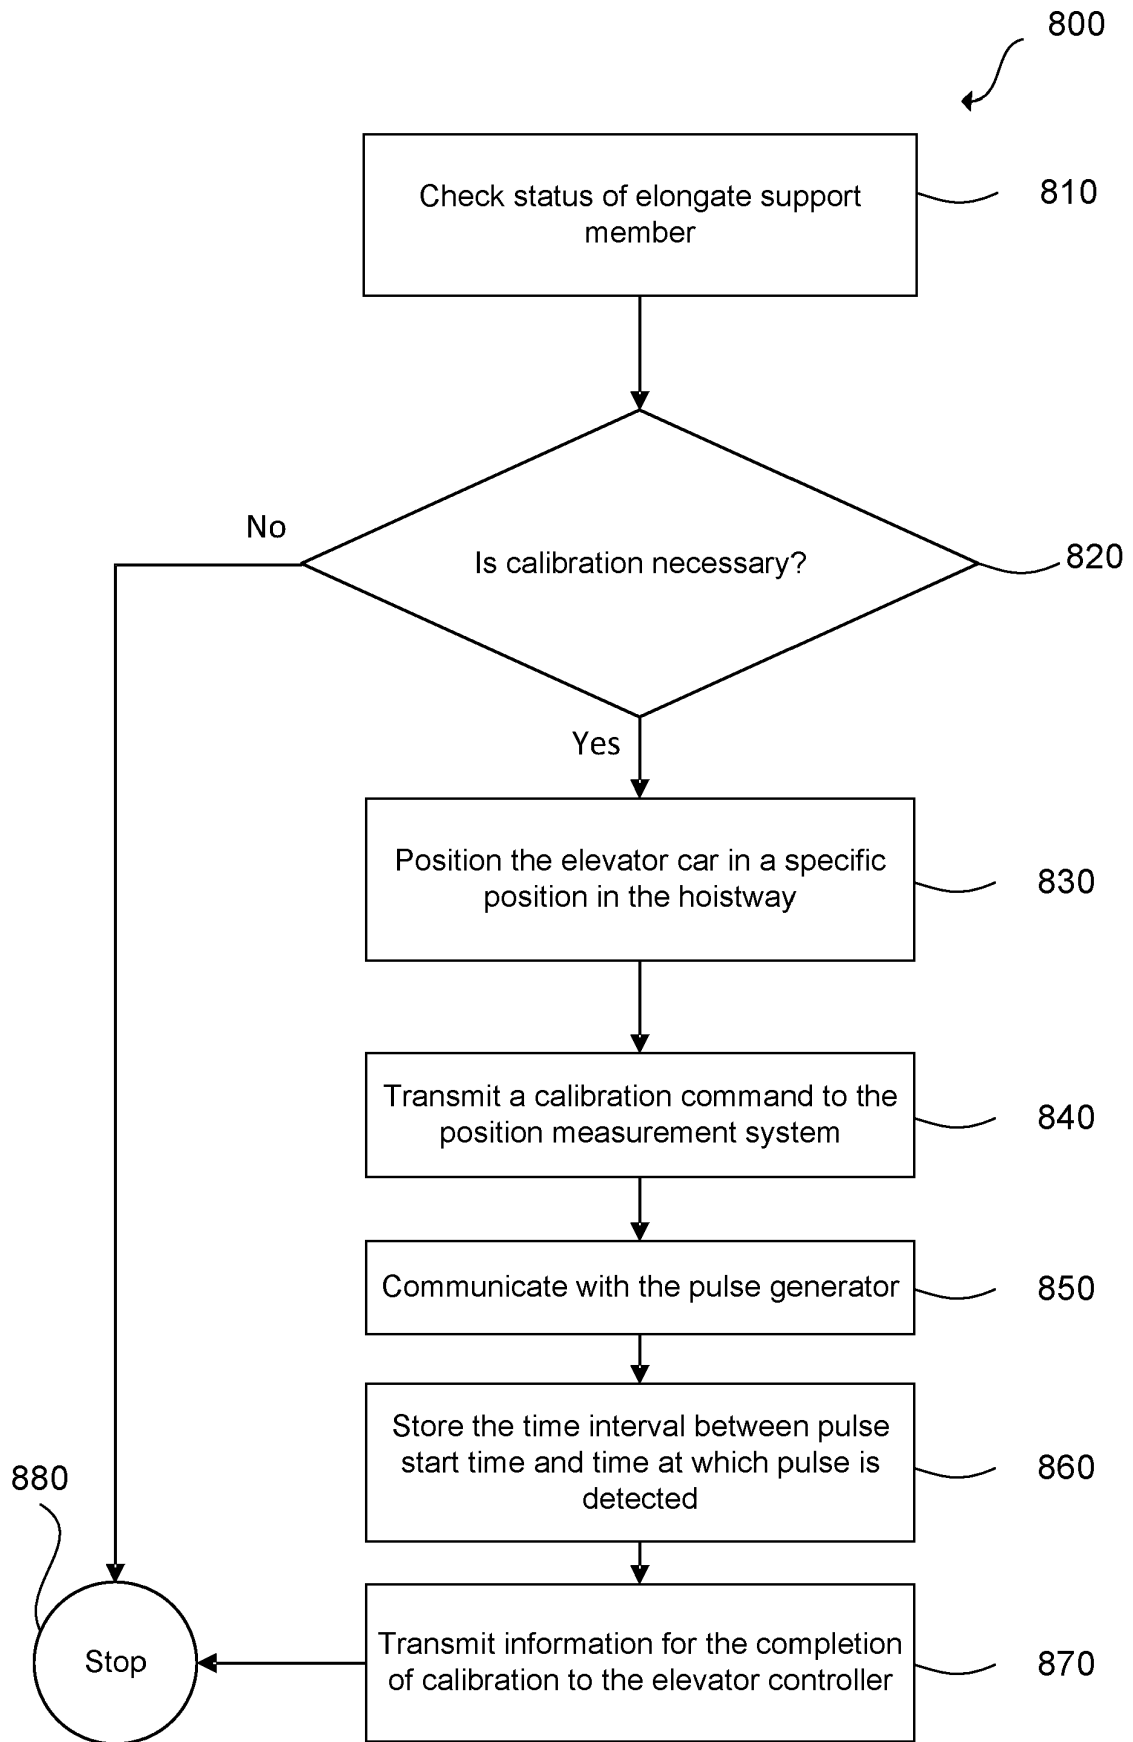 800
Check status of elongate support
member
810
No
Is calibration necessary?
820
Yes
Position the elevator car in a specific
position in the hoistway
830
Transmit a calibration command to the
position measurement system
840
Communicate with the pulse generator
850
Store the time interval between pulse
start time and time at which pulse is
detected
860
880
Stop
Transmit information for the completion
of calibration to the elevator controller
870